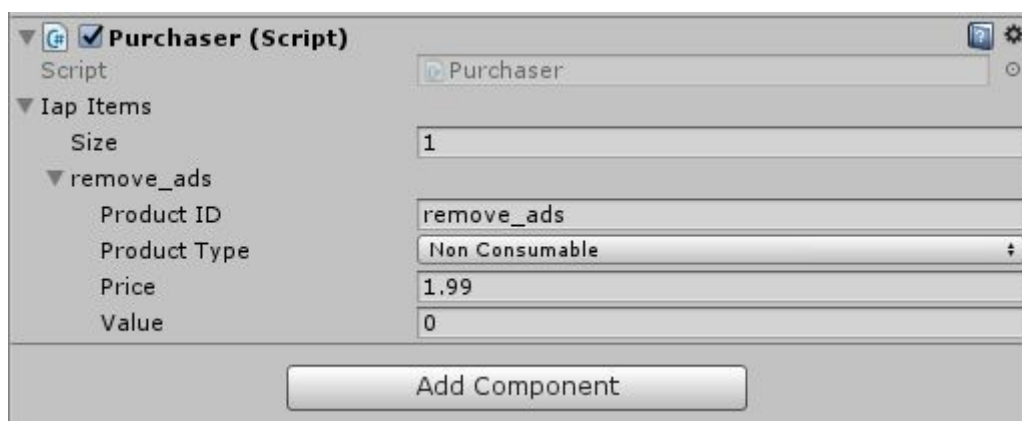 Purchaser (Script)
Script Purchaser
Iap Items
Size 1
remove_ads
Product ID remove_ads
Product Type Non Consumable
Price 1.99
Value 0
Add Component